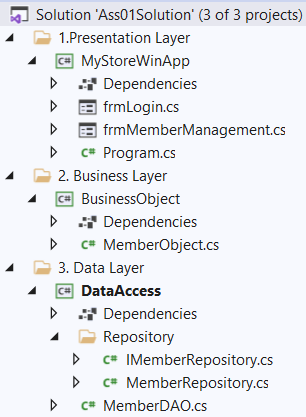 Solution 'Ass01Solution' (3 of 3 projects)
1.Presentation Layer
C# MyStoreWinApp
Dependencies
frmLogin.cs
frmMemberManagement.cs
C# Program.cs
2. Business Layer
C# BusinessObject
Dependencies
C# MemberObject.cs
3. Data Layer
C# DataAccess
Dependencies
Repository
C# IMemberRepository.cs
C# MemberRepository.cs
C# MemberDAO.cs